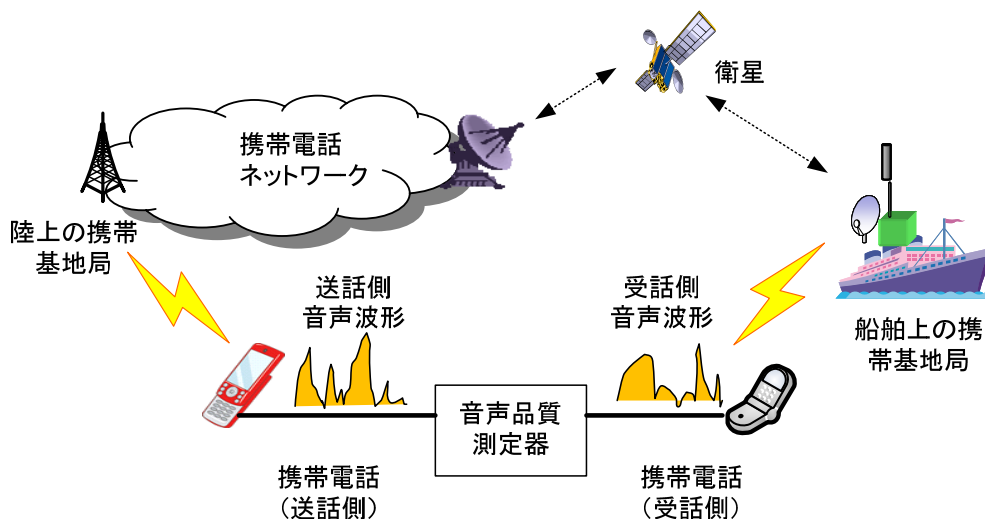 衛星
携帯電話
ネットワーク
陸上の携帯
基地局
送話側
音声波形
受話側
音声波形
船舶上の携
帯基地局
音声品質
測定器
携帯電話
（送話側）
携帯電話
（受話側）